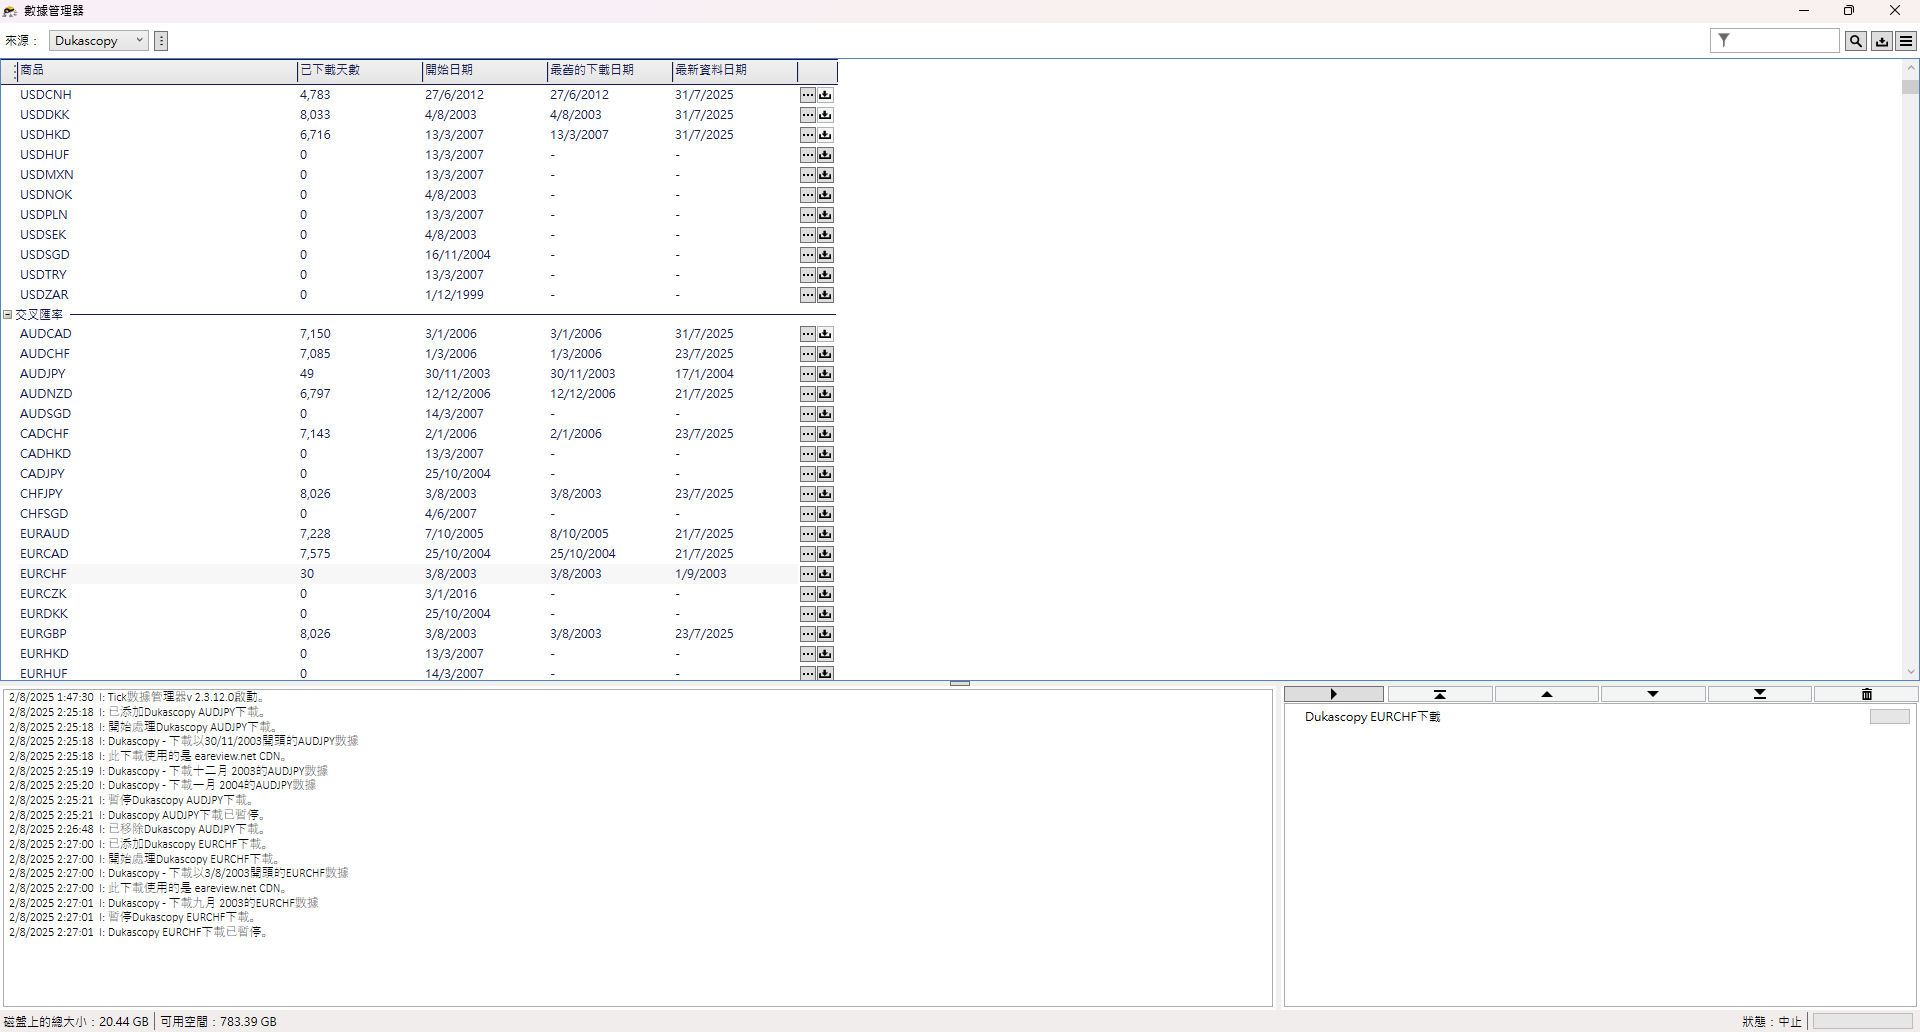 數據管理器
來源： Dukascopy
商品 已下載天數 開始日期 最舊的下載日期 最新資料日期
USDCNH 4,783 27/6/2012 27/6/2012 31/7/2025
USDDKK 8,033 4/8/2003 4/8/2003 31/7/2025
USDHKD 6,716 13/3/2007 13/3/2007 31/7/2025
USDHUF 0 13/3/2007 - -
USDMXN 0 13/3/2007 - -
USDNOK 0 4/8/2003 - -
USDPLN 0 13/3/2007 - -
USDSEK 0 4/8/2003 - -
USDSGD 0 16/11/2004 - -
USDTRY 0 13/3/2007 - -
USDZAR 0 1/12/1999 - -
交叉匯率
AUDCAD 7,150 3/1/2006 3/1/2006 31/7/2025
AUDCHF 7,085 1/3/2006 1/3/2006 23/7/2025
AUDJPY 49 30/11/2003 30/11/2003 17/1/2004
AUDNZD 6,797 12/12/2006 12/12/2006 21/7/2025
AUDSGD 0 14/3/2007 - -
CADCHF 7,143 2/1/2006 2/1/2006 23/7/2025
CADHKD 0 13/3/2007 - -
CADJPY 0 25/10/2004 - -
CHFJPY 8,026 3/8/2003 3/8/2003 23/7/2025
CHFSGD 0 4/6/2007 - -
EURAUD 7,228 7/10/2005 8/10/2005 21/7/2025
EURCAD 7,575 25/10/2004 25/10/2004 21/7/2025
EURCHF 30 3/8/2003 3/8/2003 1/9/2003
EURCZK 0 3/1/2016 - -
EURDKK 0 25/10/2004 - -
EURGBP 8,026 3/8/2003 3/8/2003 23/7/2025
EURHKD 0 13/3/2007 - -
EURHUF 0 14/3/2007 - -
2/8/2025 1:47:30 I: Tick數據管理器v 2.3.12.0啟動。
2/8/2025 2:25:18 I: 已添加Dukascopy AUDJPY下載。
2/8/2025 2:25:18 I: 開始處理Dukascopy AUDJPY下載。
2/8/2025 2:25:18 I: Dukascopy - 下載以30/11/2003開頭的AUDJPY數據
2/8/2025 2:25:18 I: 此下載使用的是 eareview.net CDN。
2/8/2025 2:25:19 I: Dukascopy - 下載十二月 2003的AUDJPY數據
2/8/2025 2:25:20 I: Dukascopy - 下載一月 2004的AUDJPY數據
2/8/2025 2:25:21 I: 暫停Dukascopy AUDJPY下載。
2/8/2025 2:25:21 I: Dukascopy AUDJPY下載已暫停。
2/8/2025 2:26:48 I: 已移除Dukascopy AUDJPY下載。
2/8/2025 2:27:00 I: 已添加Dukascopy EURCHF下載。
2/8/2025 2:27:00 I: 開始處理Dukascopy EURCHF下載。
2/8/2025 2:27:00 I: Dukascopy - 下載以3/8/2003開頭的EURCHF數據
2/8/2025 2:27:00 I: 此下載使用的是 eareview.net CDN。
2/8/2025 2:27:01 I: Dukascopy - 下載九月 2003的EURCHF數據
2/8/2025 2:27:01 I: 暫停Dukascopy EURCHF下載。
2/8/2025 2:27:01 I: Dukascopy EURCHF下載已暫停。
Dukascopy EURCHF下載
磁盤上的總大小：20.44 GB 可用空間：783.39 GB
狀態：中止